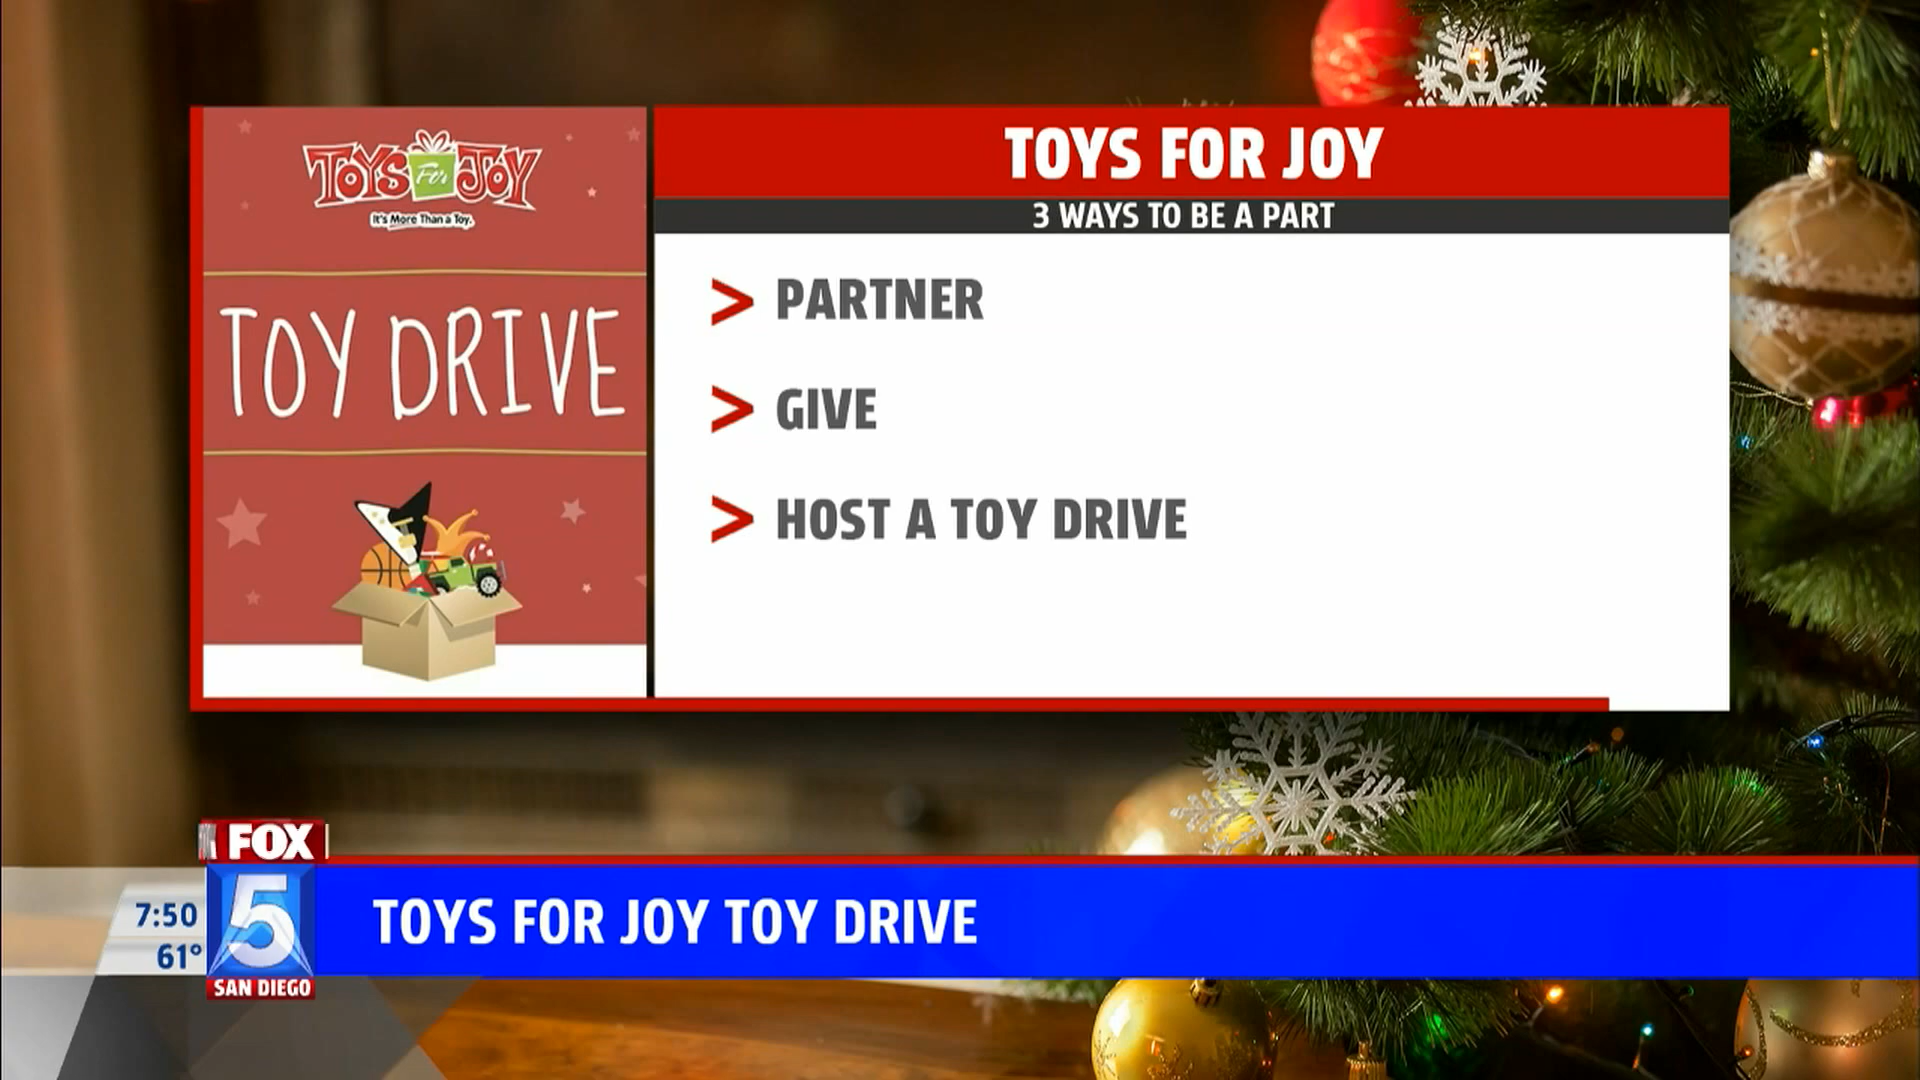 TOYS For JOY
It's More Than a Toy.
TOY DRIVE
TOYS FOR JOY
3 WAYS TO BE A PART
> PARTNER
> GIVE
> HOST A TOY DRIVE
FOX
5
SAN DIEGO
7:50
61°
TOYS FOR JOY TOY DRIVE